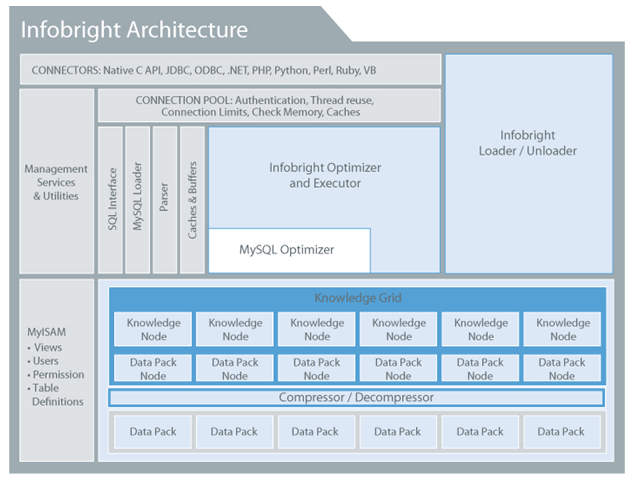 Infobright Architecture
CONNECTORS: Native C API, JDBC, ODBC, .NET, PHP, Python, Perl, Ruby, VB
CONNECTION POOL: Authentication, Thread reuse,
Connection Limits, Check Memory, Caches
Infobright
Loader / Unloader
Management
Services
& Utilities
SQL Interface
MySQL Loader
Parser
Caches & Buffers
Infobright Optimizer
and Executor
MySQL Optimizer
MyISAM
• Views
• Users
• Permission
• Table
Definitions
Knowledge Grid
Knowledge
Node
Knowledge
Node
Knowledge
Node
Knowledge
Node
Knowledge
Node
Knowledge
Node
Data Pack
Node
Data Pack
Node
Data Pack
Node
Data Pack
Node
Data Pack
Node
Data Pack
Node
Compressor / Decompressor
Data Pack
Data Pack
Data Pack
Data Pack
Data Pack
Data Pack